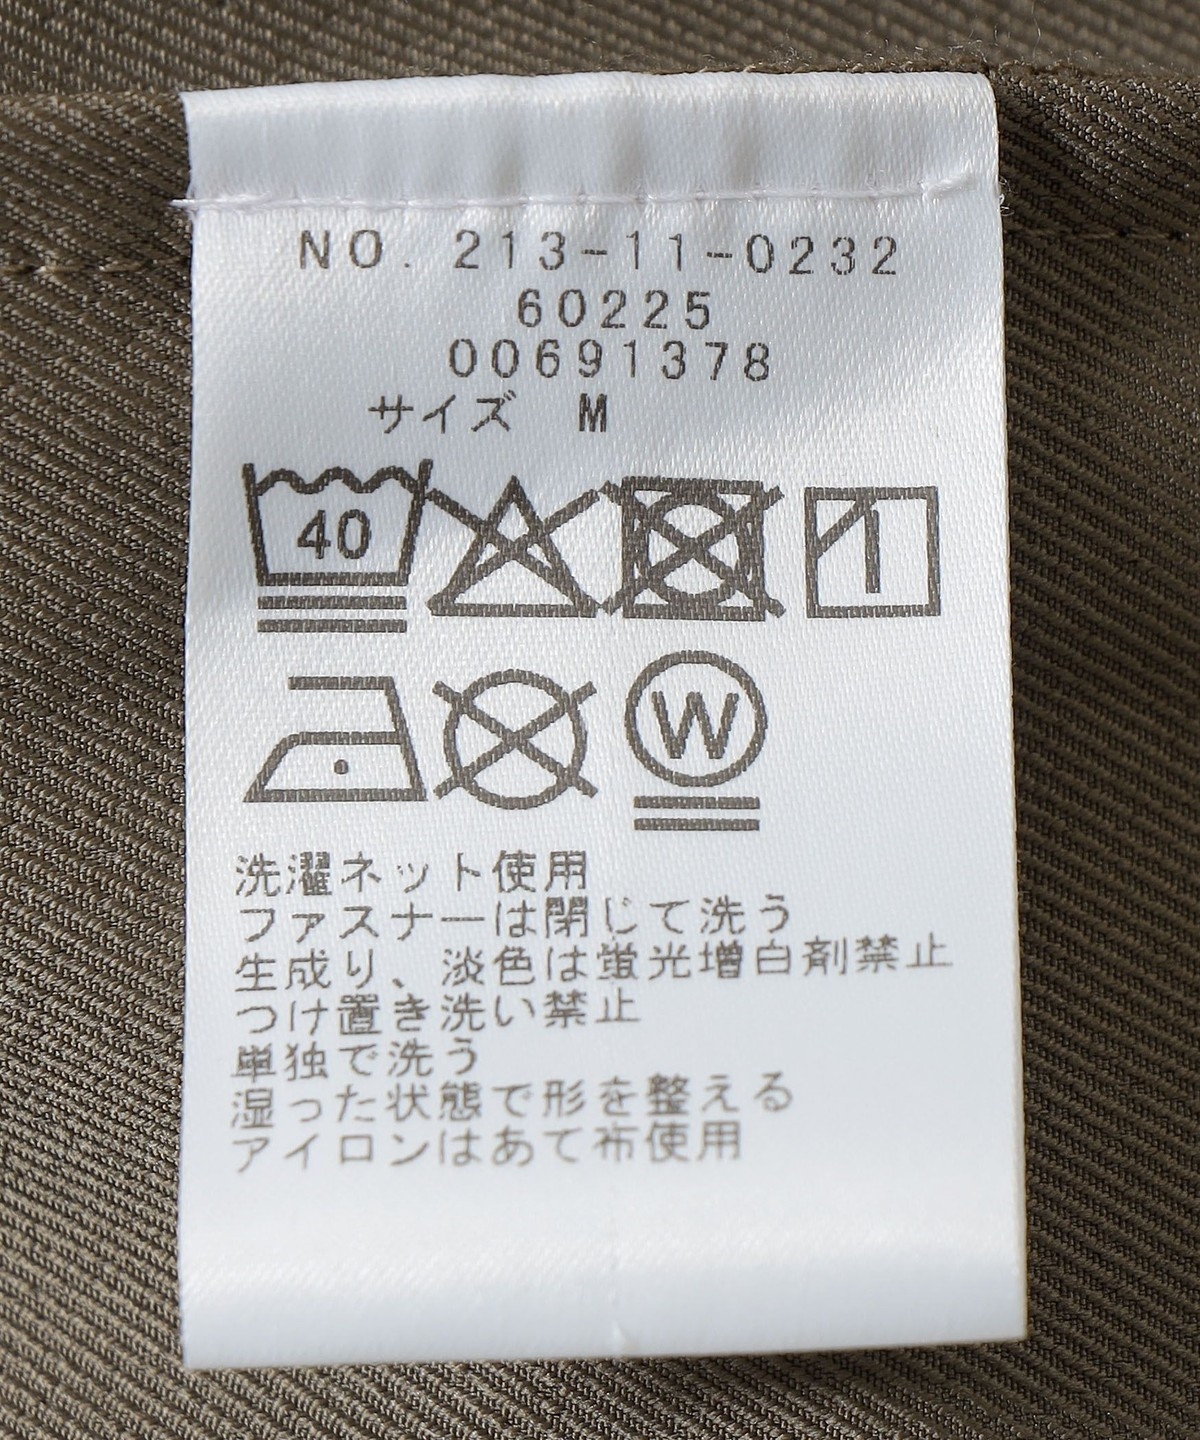 NO. 213-11-0232
60225
00691378
サイズ M
40
W
洗濯ネット使用
ファスナーは閉じて洗う
生成り、淡色は蛍光増白剤禁止
つけ置き洗い禁止
単独で洗う
湿った状態で形を整える
アイロンはあて布使用